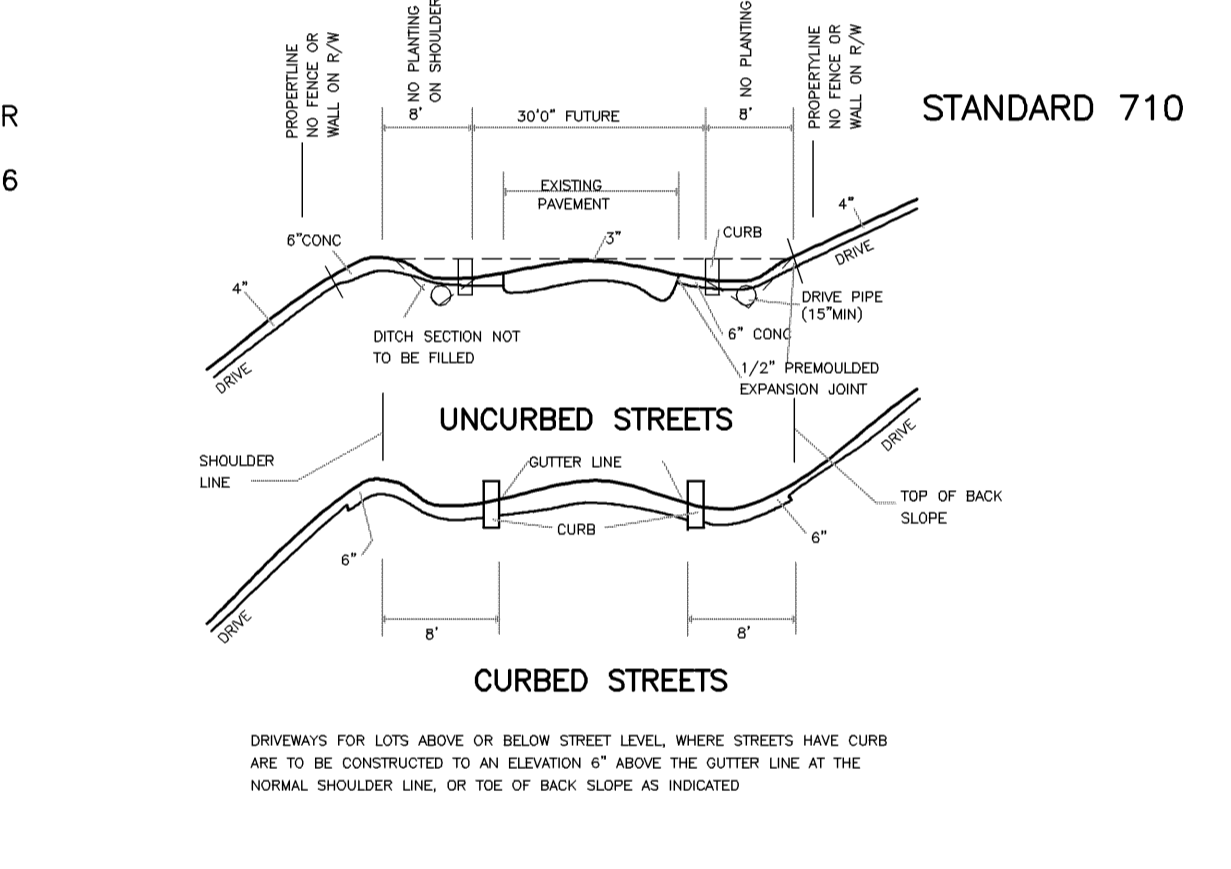 R
6
STANDARD 710
PROPERTLINE
NO FENCE OR
WALL ON R/W
NO PLANTING
ON SHOULDER
8'
30'0" FUTURE
8'
NO PLANTING
PROPERTYLINE
NO FENCE OR
WALL ON R/W
EXISTING
PAVEMENT
6"CONC
3"
CURB
4"
DRIVE
4"
DRIVE
DITCH SECTION NOT
TO BE FILLED
DRIVE PIPE
(15"MIN)
6" CONC
1/2" PREMOULDED
EXPANSION JOINT
UNCURBED STREETS
SHOULDER
LINE
GUTTER LINE
DRIVE
TOP OF BACK
SLOPE
CURB
6"
6"
DRIVE
8'
8'
CURBED STREETS
DRIVEWAYS FOR LOTS ABOVE OR BELOW STREET LEVEL, WHERE STREETS HAVE CURB
ARE TO BE CONSTRUCTED TO AN ELEVATION 6" ABOVE THE GUTTER LINE AT THE
NORMAL SHOULDER LINE, OR TOE OF BACK SLOPE AS INDICATED